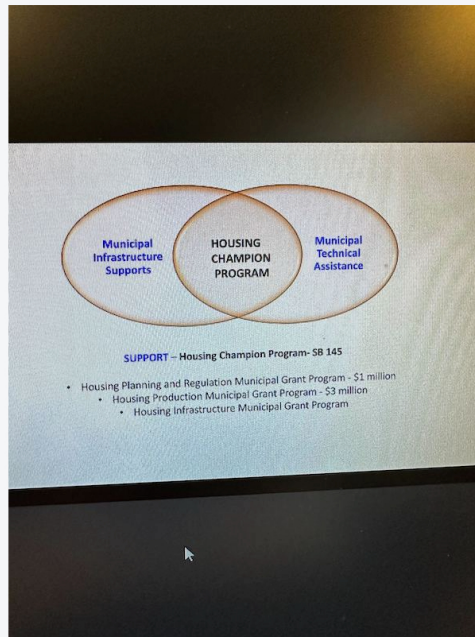 Municipal
Infrastructure
Supports
HOUSING
CHAMPION
PROGRAM
Municipal
Technical
Assistance
SUPPORT – Housing Champion Program- SB 145
• Housing Planning and Regulation Municipal Grant Program - $1 million
• Housing Production Municipal Grant Program - $3 million
• Housing Infrastructure Municipal Grant Program